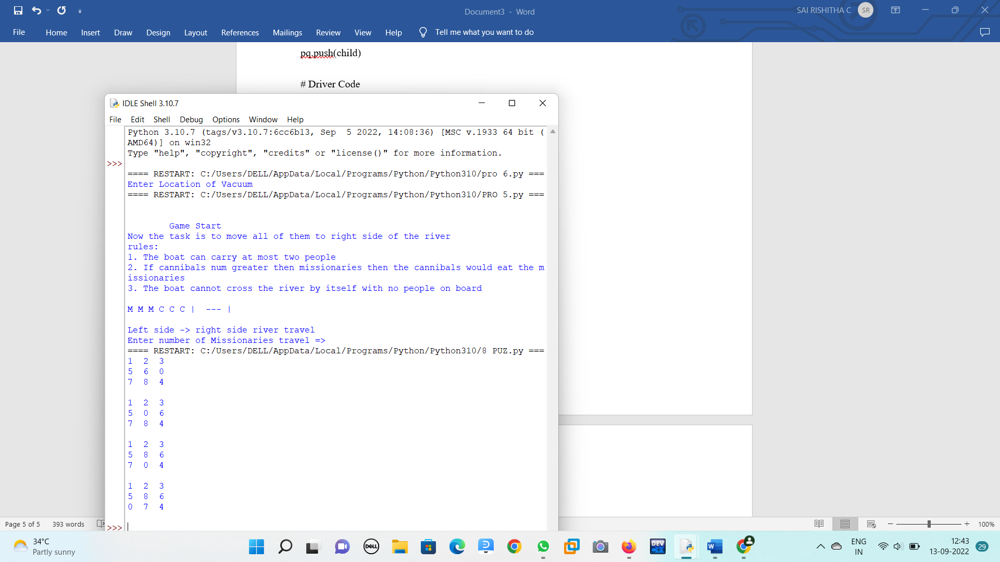 Document3 - Word
SAI RISHITHA C
SR
File Home Insert Draw Design Layout References Mailings Review View Help Tell me what you want to do
pq.push(child)
# Driver Code
IDLE Shell 3.10.7
File Edit Shell Debug Options Window Help
Python 3.10.7 (tags/v3.10.7:6cc6b13, Sep  5 2022, 14:08:36) [MSC v.1933 64 bit (
AMD64)] on win32
Type "help", "copyright", "credits" or "license()" for more information.
>>>
==== RESTART: C:/Users/DELL/AppData/Local/Programs/Python/Python310/pro 6.py ===
Enter Location of Vacuum
==== RESTART: C:/Users/DELL/AppData/Local/Programs/Python/Python310/PRO 5.py ===
Game Start
Now the task is to move all of them to right side of the river
rules:
1. The boat can carry at most two people
2. If cannibals num greater then missionaries then the cannibals would eat the m
issionaries
3. The boat cannot cross the river by itself with no people on board
M M M C C C |  --- |
Left side -> right side river travel
Enter number of Missionaries travel =>
==== RESTART: C:/Users/DELL/AppData/Local/Programs/Python/Python310/8 PUZ.py ===
1 2 3
5 6 0
7 8 4
1 2 3
5 0 6
7 8 4
1 2 3
5 8 6
7 0 4
1 2 3
5 8 6
0 7 4
>>>
Page 5 of 5 393 words
100%
34°C
Partly sunny
DELL
DEV
C++
W
ENG
IN
12:43
13-09-2022
29